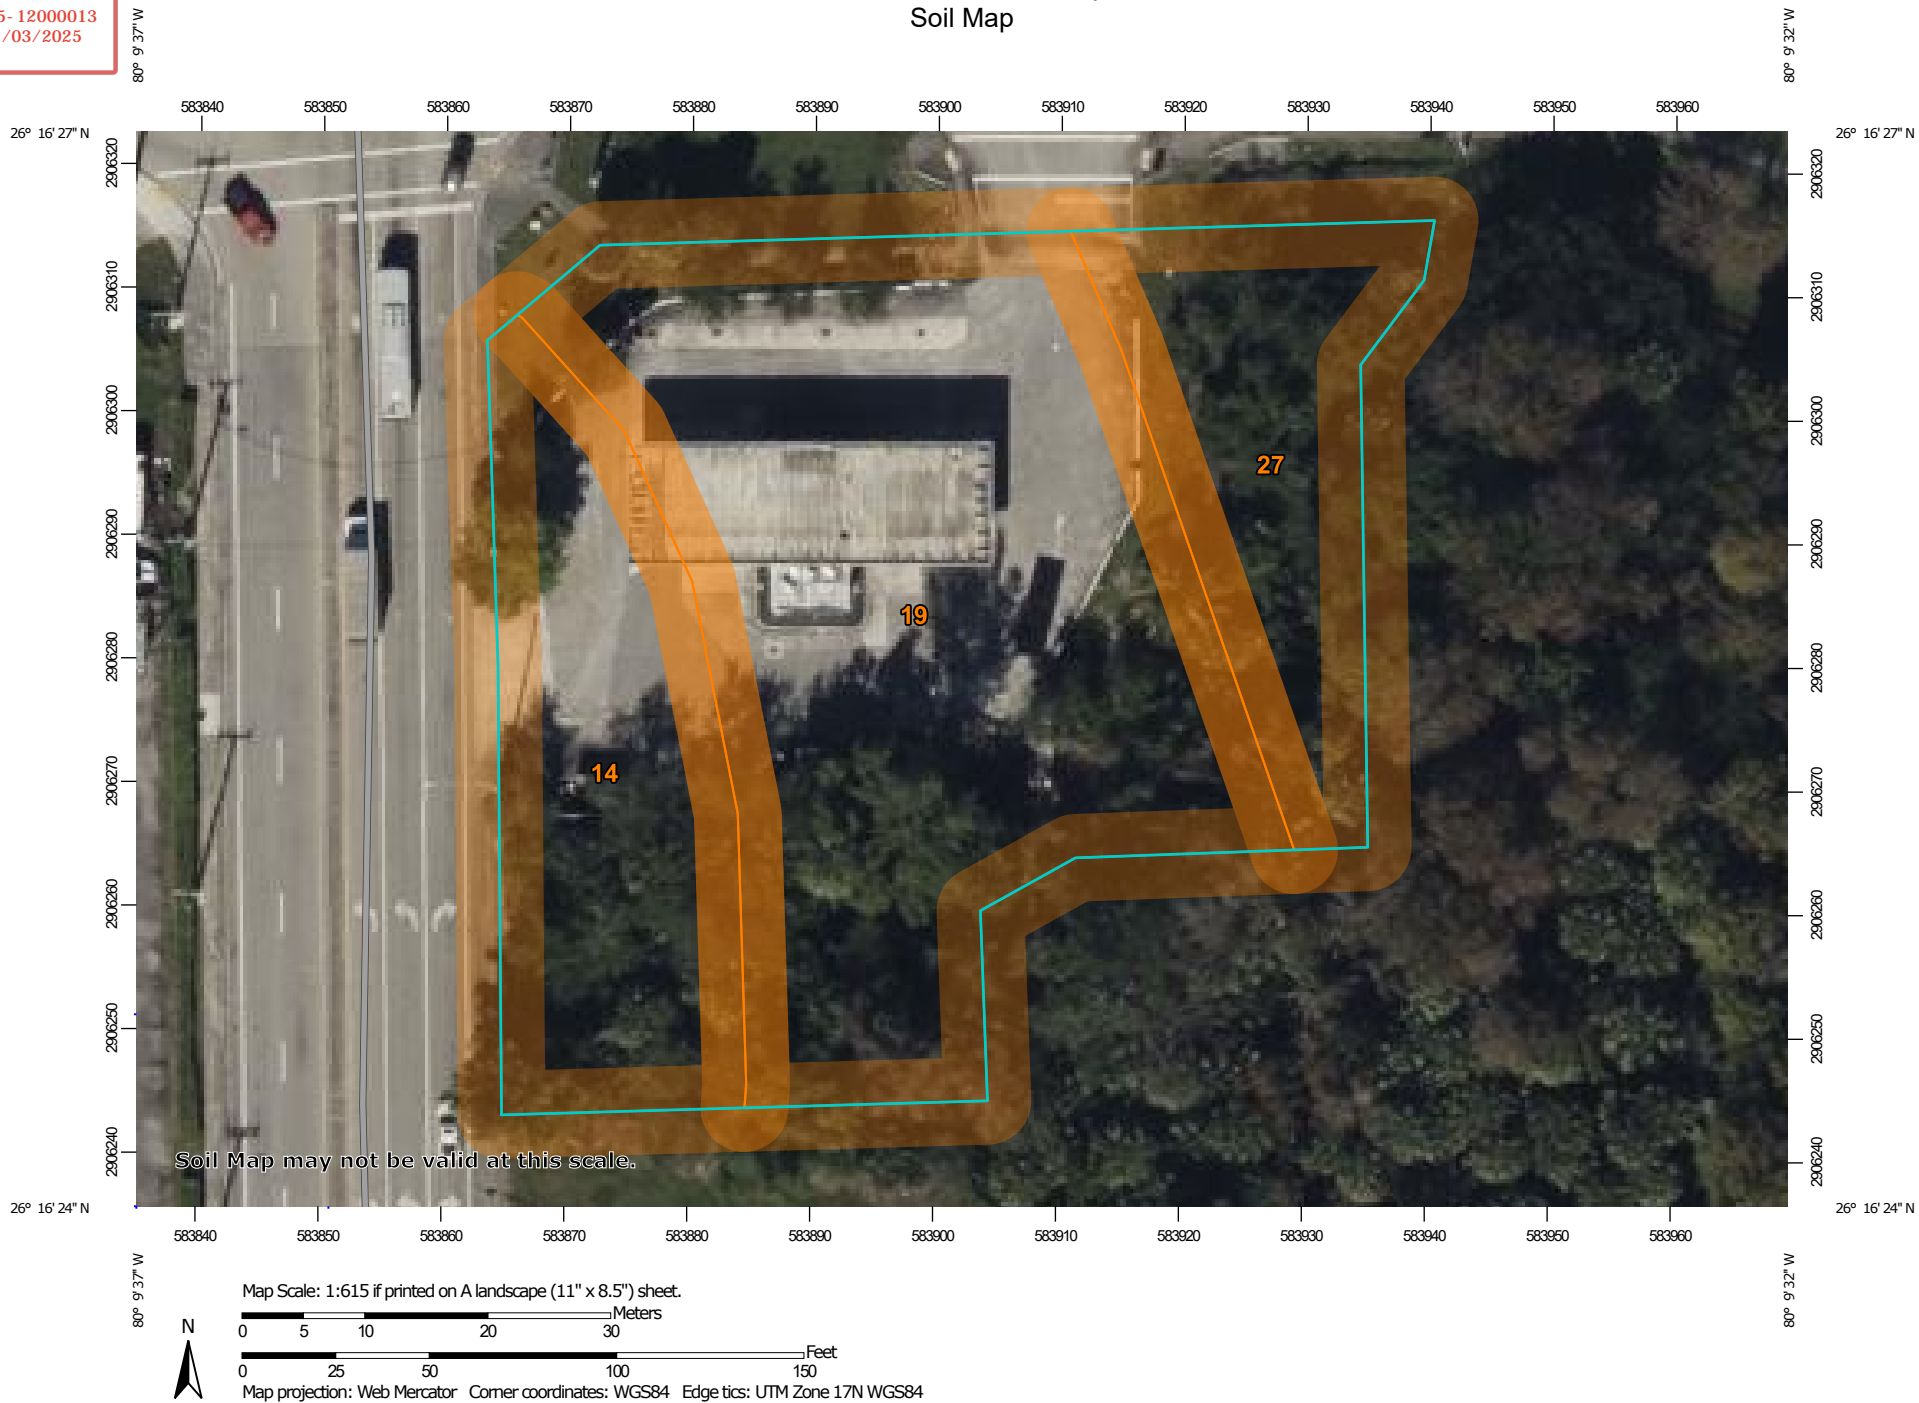 5-12000013
/03/2025
Soil Map
80° 9' 37" W
80° 9' 32" W
583840 583850 583860 583870 583880 583890 583900 583910 583920 583930 583940 583950 583960
26° 16' 27" N
26° 16' 27" N
2906320
2906310
2906300
2906290
2906280
2906270
2906260
2906250
2906240
2906320
2906310
2906300
2906290
2906280
2906270
2906260
2906250
2906240
27
19
14
Soil Map may not be valid at this scale.
26° 16' 24" N
26° 16' 24" N
583840 583850 583860 583870 583880 583890 583900 583910 583920 583930 583940 583950 583960
80° 9' 37" W
80° 9' 32" W
Map Scale: 1:615 if printed on A landscape (11" x 8.5") sheet.
N
Meters
0 5 10 20 30
Feet
0 25 50 100 150
Map projection: Web Mercator Corner coordinates: WGS84 Edge tics: UTM Zone 17N WGS84